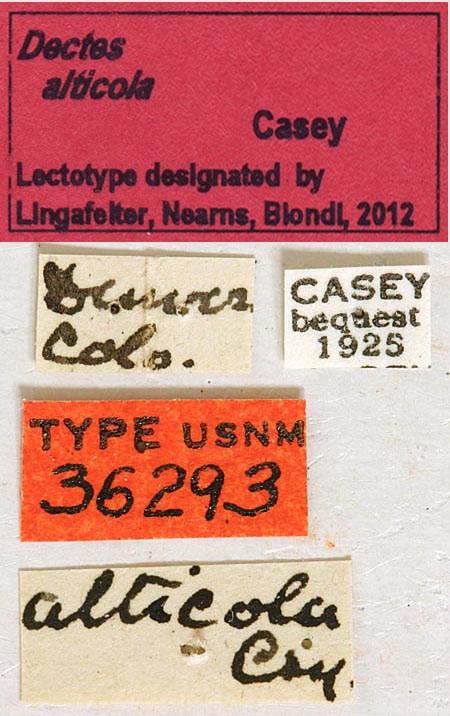 Dectes
alticola
Casey
Lectotype designated by
Lingafelter, Nearns, Biondi, 2012
Denver
Colo.
CASEY
bequest
1925
TYPE USNM
36293
alticola
Csy.